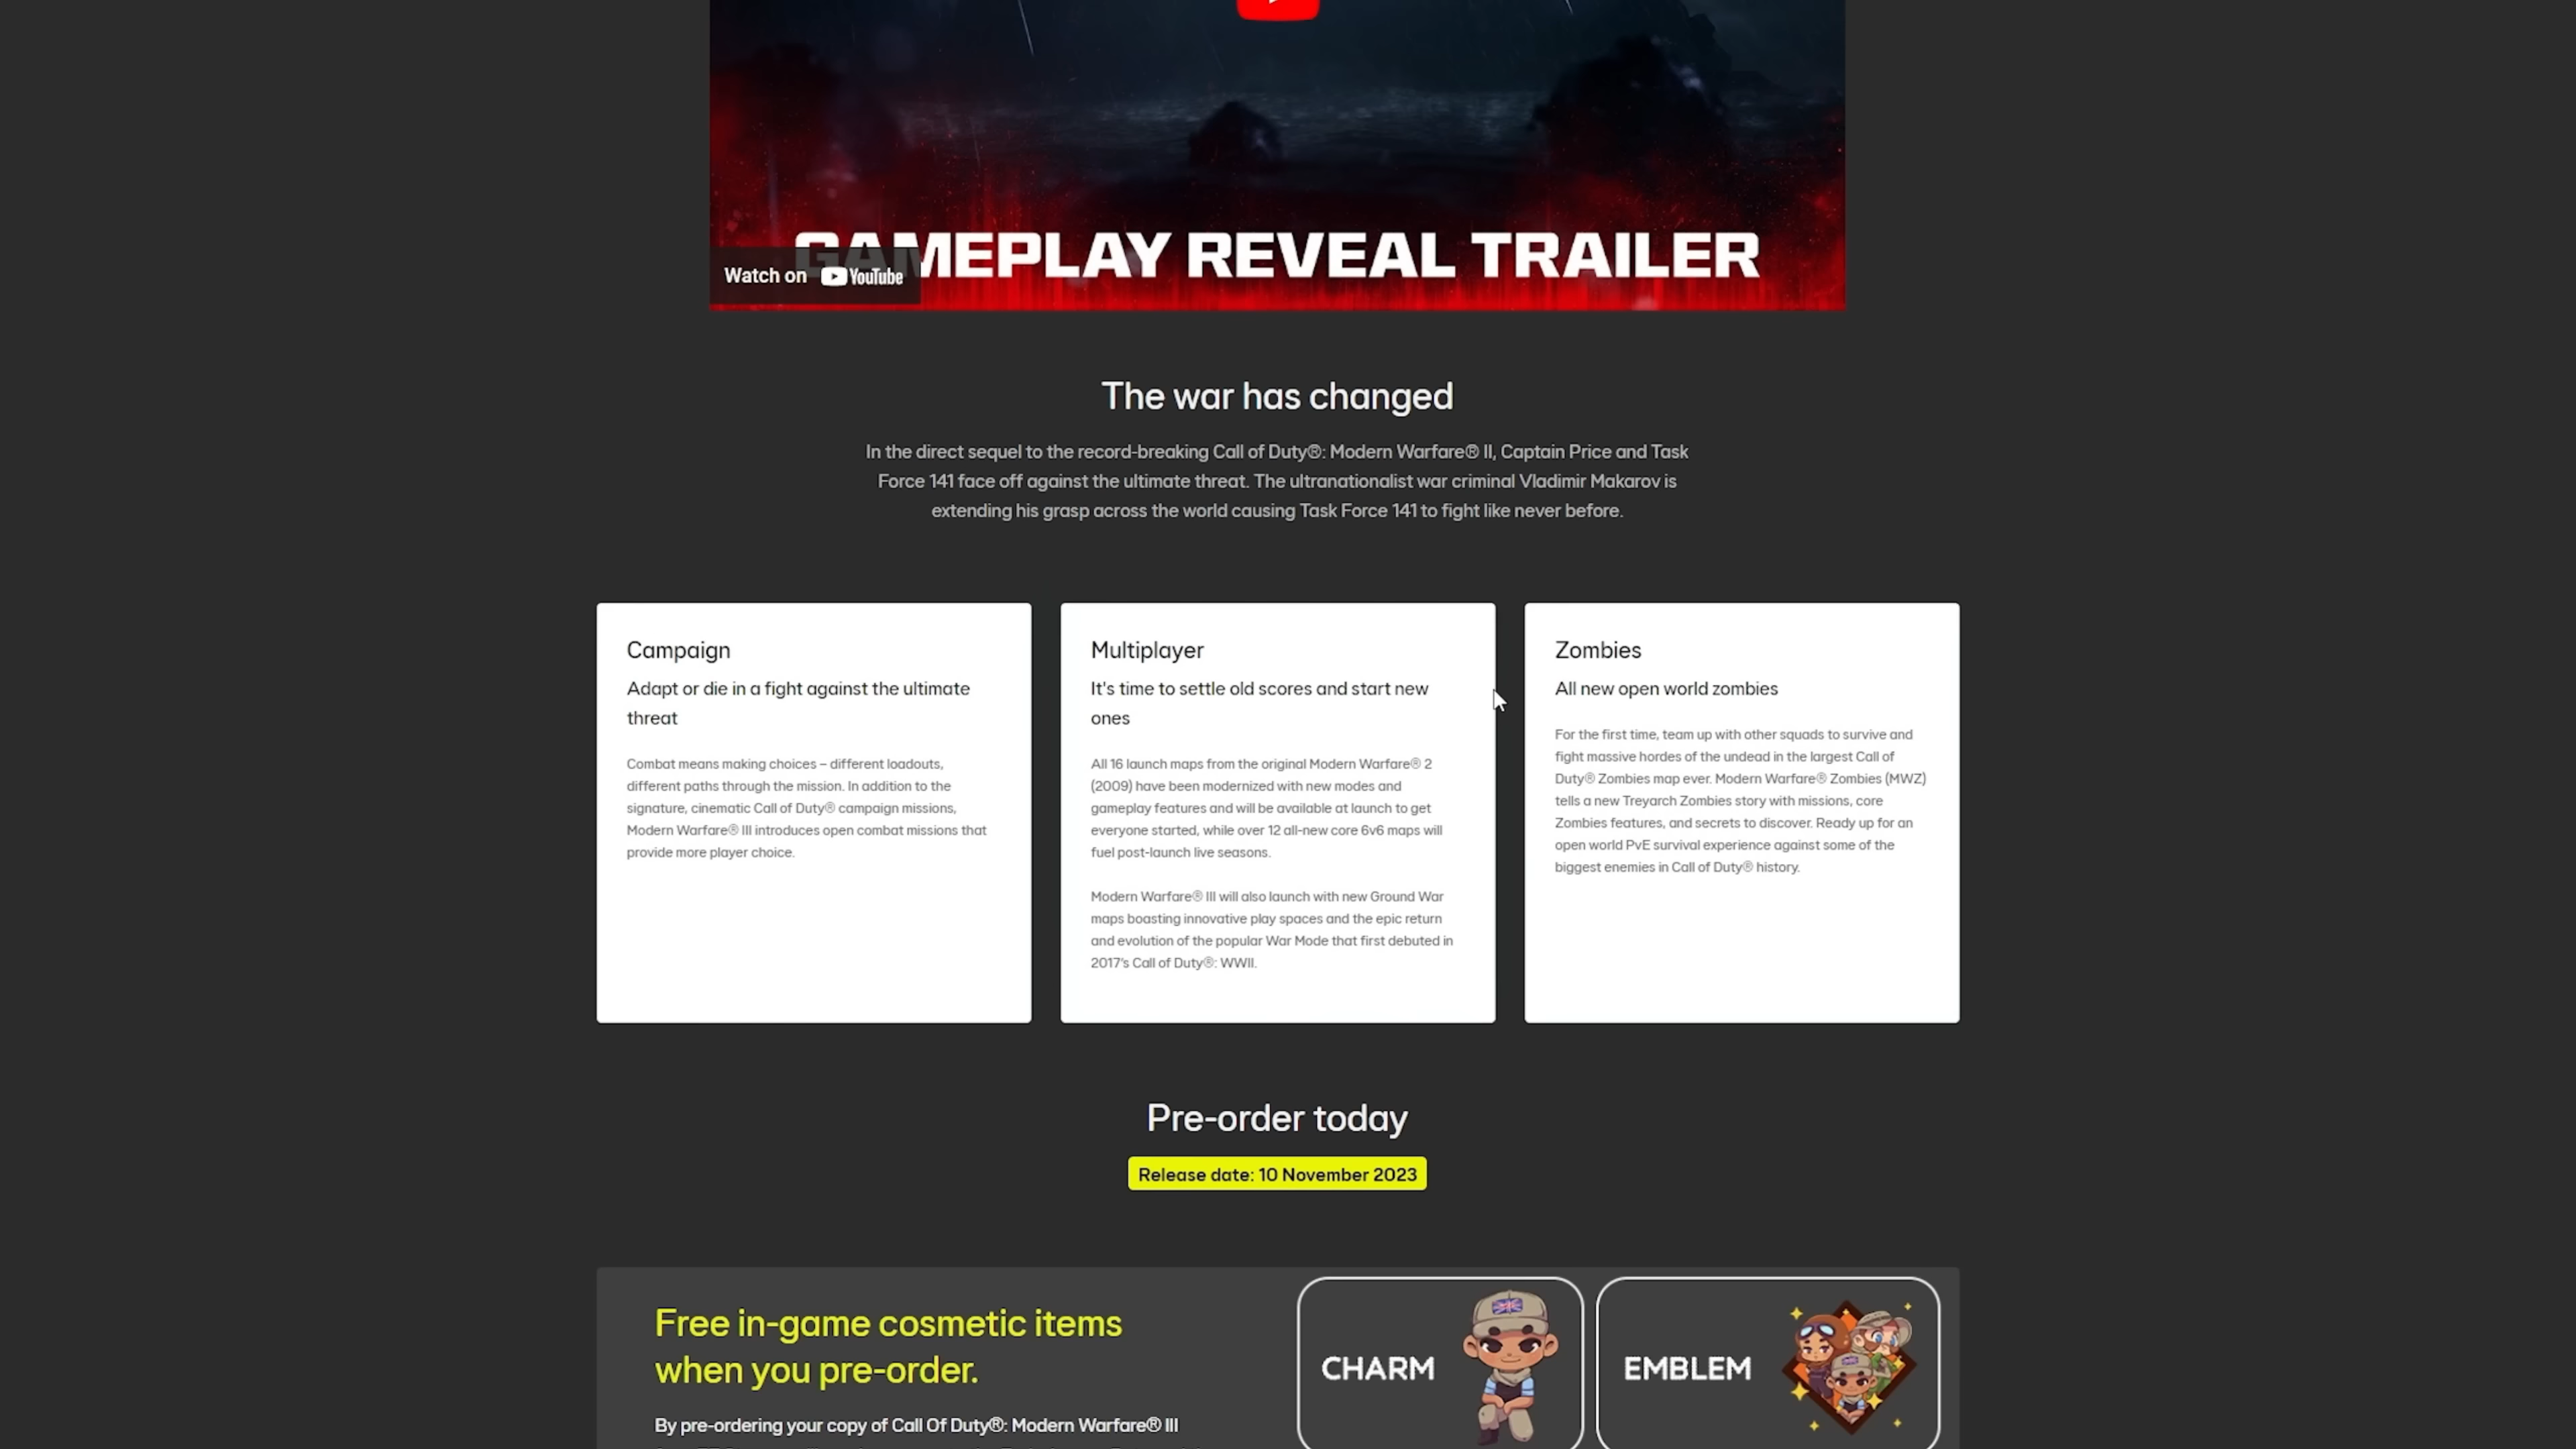 GAMEPLAY REVEAL TRAILER
Watch on YouTube
The war has changed
In the direct sequel to the record-breaking Call of Duty®: Modern Warfare® II, Captain Price and Task
Force 141 face off against the ultimate threat. The ultranationalist war criminal Vladimir Makarov is
extending his grasp across the world causing Task Force 141 to fight like never before.
Campaign
Adapt or die in a fight against the ultimate
threat
Combat means making choices – different loadouts,
different paths through the mission. In addition to the
signature, cinematic Call of Duty® campaign missions,
Modern Warfare® III introduces open combat missions that
provide more player choice.
Multiplayer
It's time to settle old scores and start new
ones
All 16 launch maps from the original Modern Warfare® 2
(2009) have been modernized with new modes and
gameplay features and will be available at launch to get
everyone started, while over 12 all-new core 6v6 maps will
fuel post-launch live seasons.
Modern Warfare® III will also launch with new Ground War
maps boasting innovative play spaces and the epic return
and evolution of the popular War Mode that first debuted in
2017's Call of Duty®: WWII.
Zombies
All new open world zombies
For the first time, team up with other squads to survive and
fight massive hordes of the undead in the largest Call of
Duty® Zombies map ever. Modern Warfare® Zombies (MWZ)
tells a new Treyarch Zombies story with missions, core
Zombies features, and secrets to discover. Ready up for an
open world PvE survival experience against some of the
biggest enemies in Call of Duty® history.
Pre-order today
Release date: 10 November 2023
Free in-game cosmetic items
when you pre-order.
By pre-ordering your copy of Call Of Duty®: Modern Warfare® III
CHARM
EMBLEM